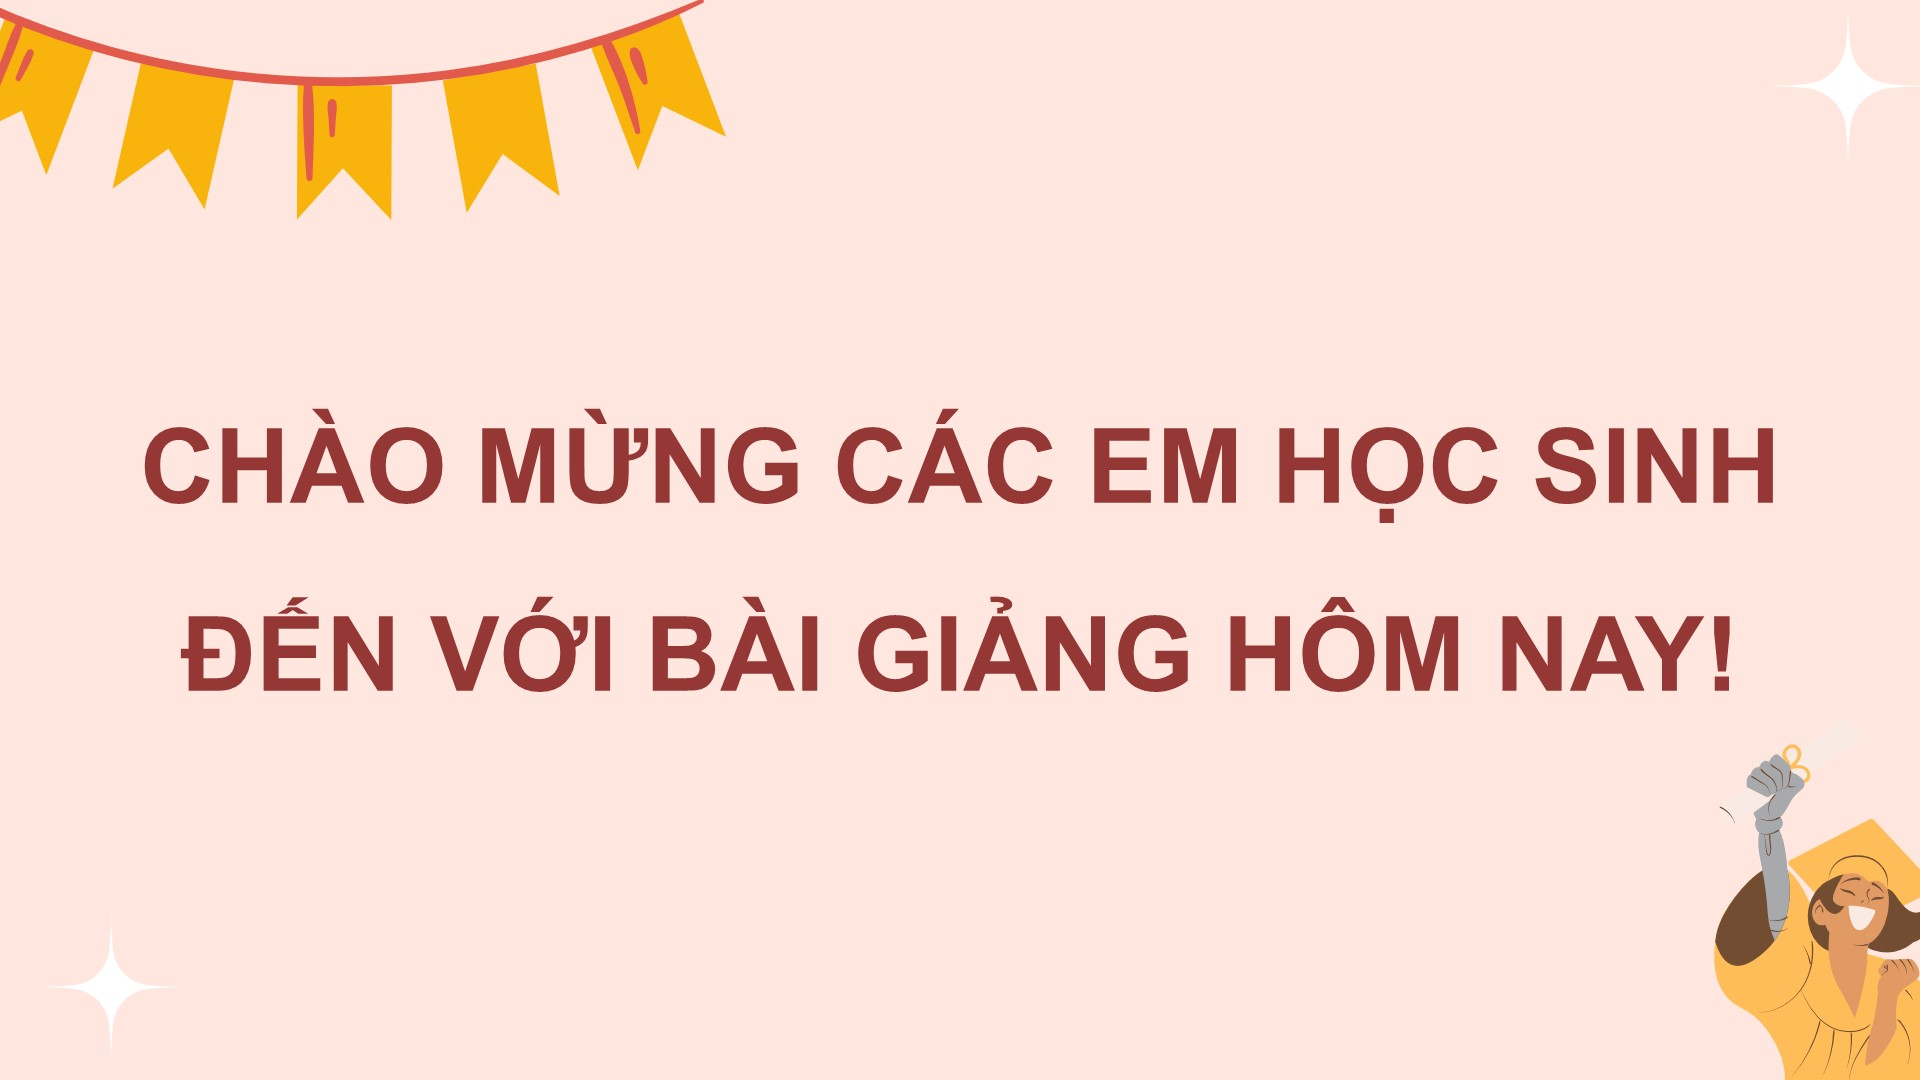 CHÀO MỪNG CÁC EM HỌC SINH
ĐẾN VỚI BÀI GIẢNG HÔM NAY!